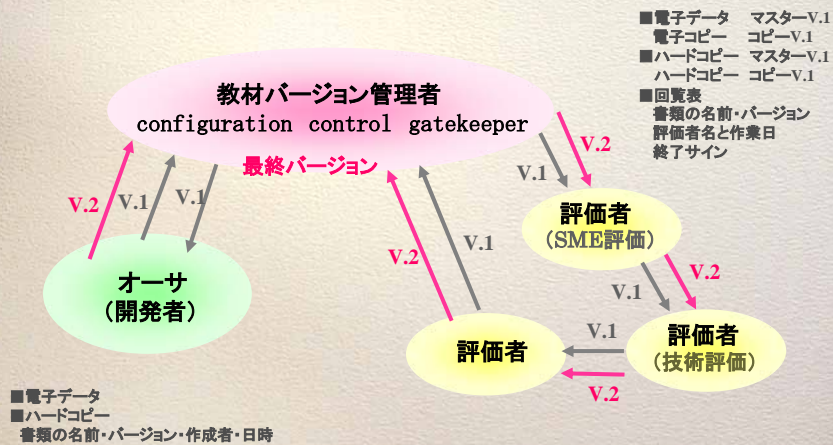 ■電子データ マスターV.1
電子コピー コピーV.1
■ハードコピー マスターV.1
ハードコピー コピーV.1
■回覧表
書類の名前・バージョン
評価者名と作業日
終了サイン
教材バージョン管理者
configuration control gatekeeper
最終バージョン
V.2
V.1
V.1
V.1
V.2
V.1
V.2
評価者
(SME評価)
V.1
V.2
オーサ
(開発者)
評価者
V.1
V.2
評価者
(技術評価)
■電子データ
■ハードコピー
書類の名前・バージョン・作成者・日時